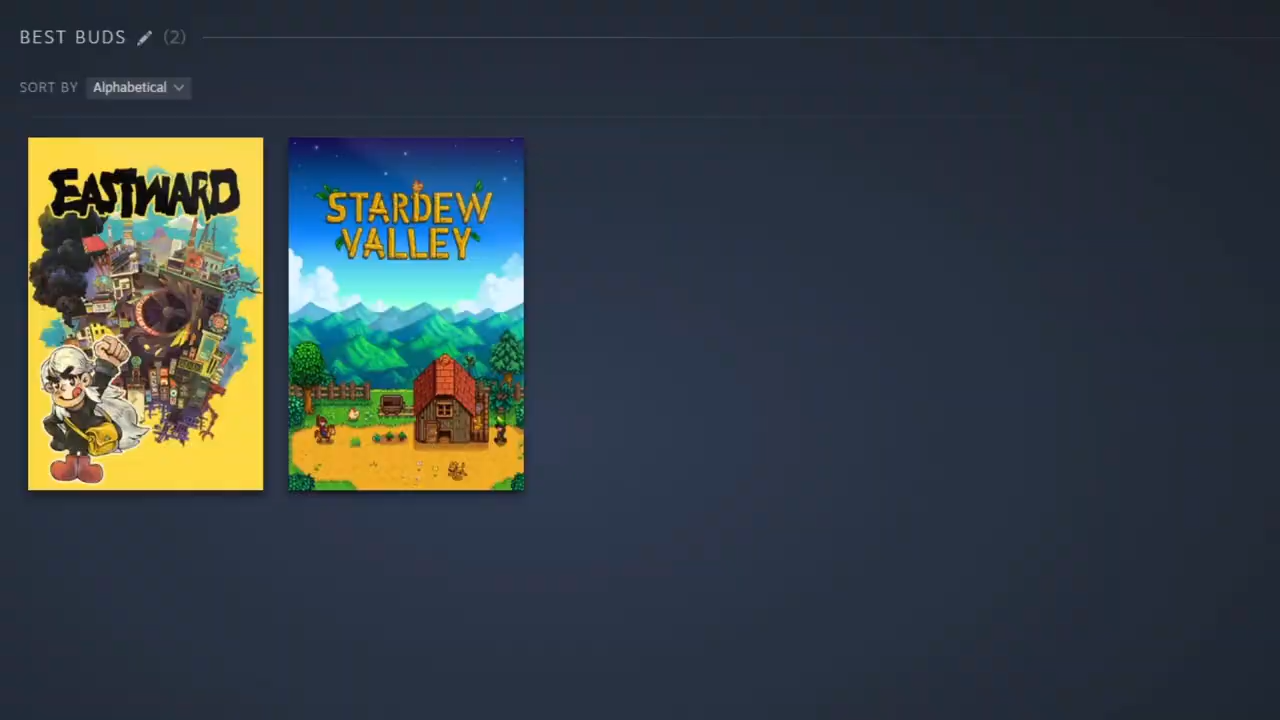 BEST BUDS (2)
SORT BY Alphabetical
EASTWARD
STARDEW
VALLEY